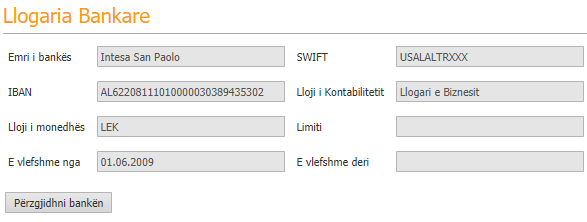 Llogaria Bankare
Emri i bankës Intesa San Paolo SWIFT USALALTRXXX
IBAN AL62208111010000030389435302 Lloji i Kontabilitetit Llogari e Biznesit
Lloji i monedhës LEK Limiti
E vlefshme nga 01.06.2009 E vlefshme deri
Përzgjidhni bankën